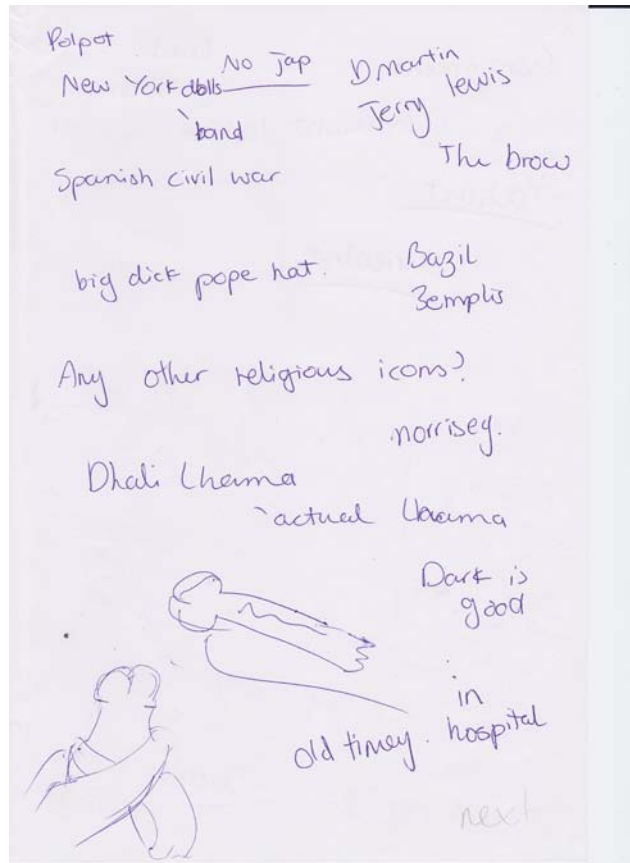 Polpot
New York dolls
No Jap
band
D Martin
Jerry lewis
The brow
Spanish civil war
big dick pope hat.
Bazil
Zemplis
Any other religious icons?
norrisey.
Dhali Lhama
actual Llama
Dark is
good
in
hospital
old timey.
next